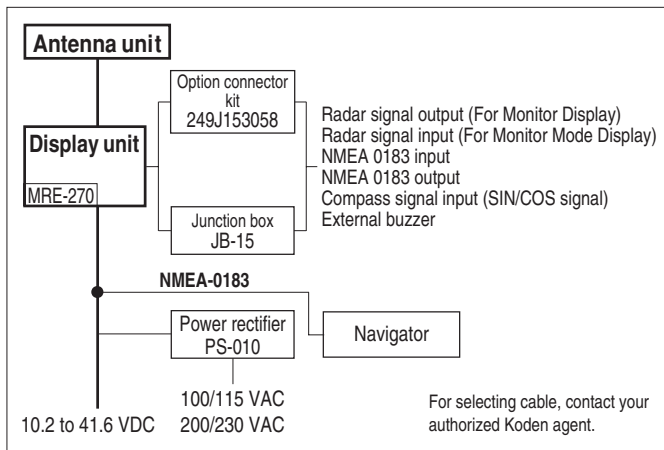 Antenna unit
Option connector
kit
249J153058
Display unit
MRE-270
Junction box
JB-15
Radar signal output (For Monitor Display)
Radar signal input (For Monitor Mode Display)
NMEA 0183 input
NMEA 0183 output
Compass signal input (SIN/COS signal)
External buzzer
NMEA-0183
Power rectifier
PS-010
Navigator
100/115 VAC
200/230 VAC
10.2 to 41.6 VDC
For selecting cable, contact your
authorized Koden agent.